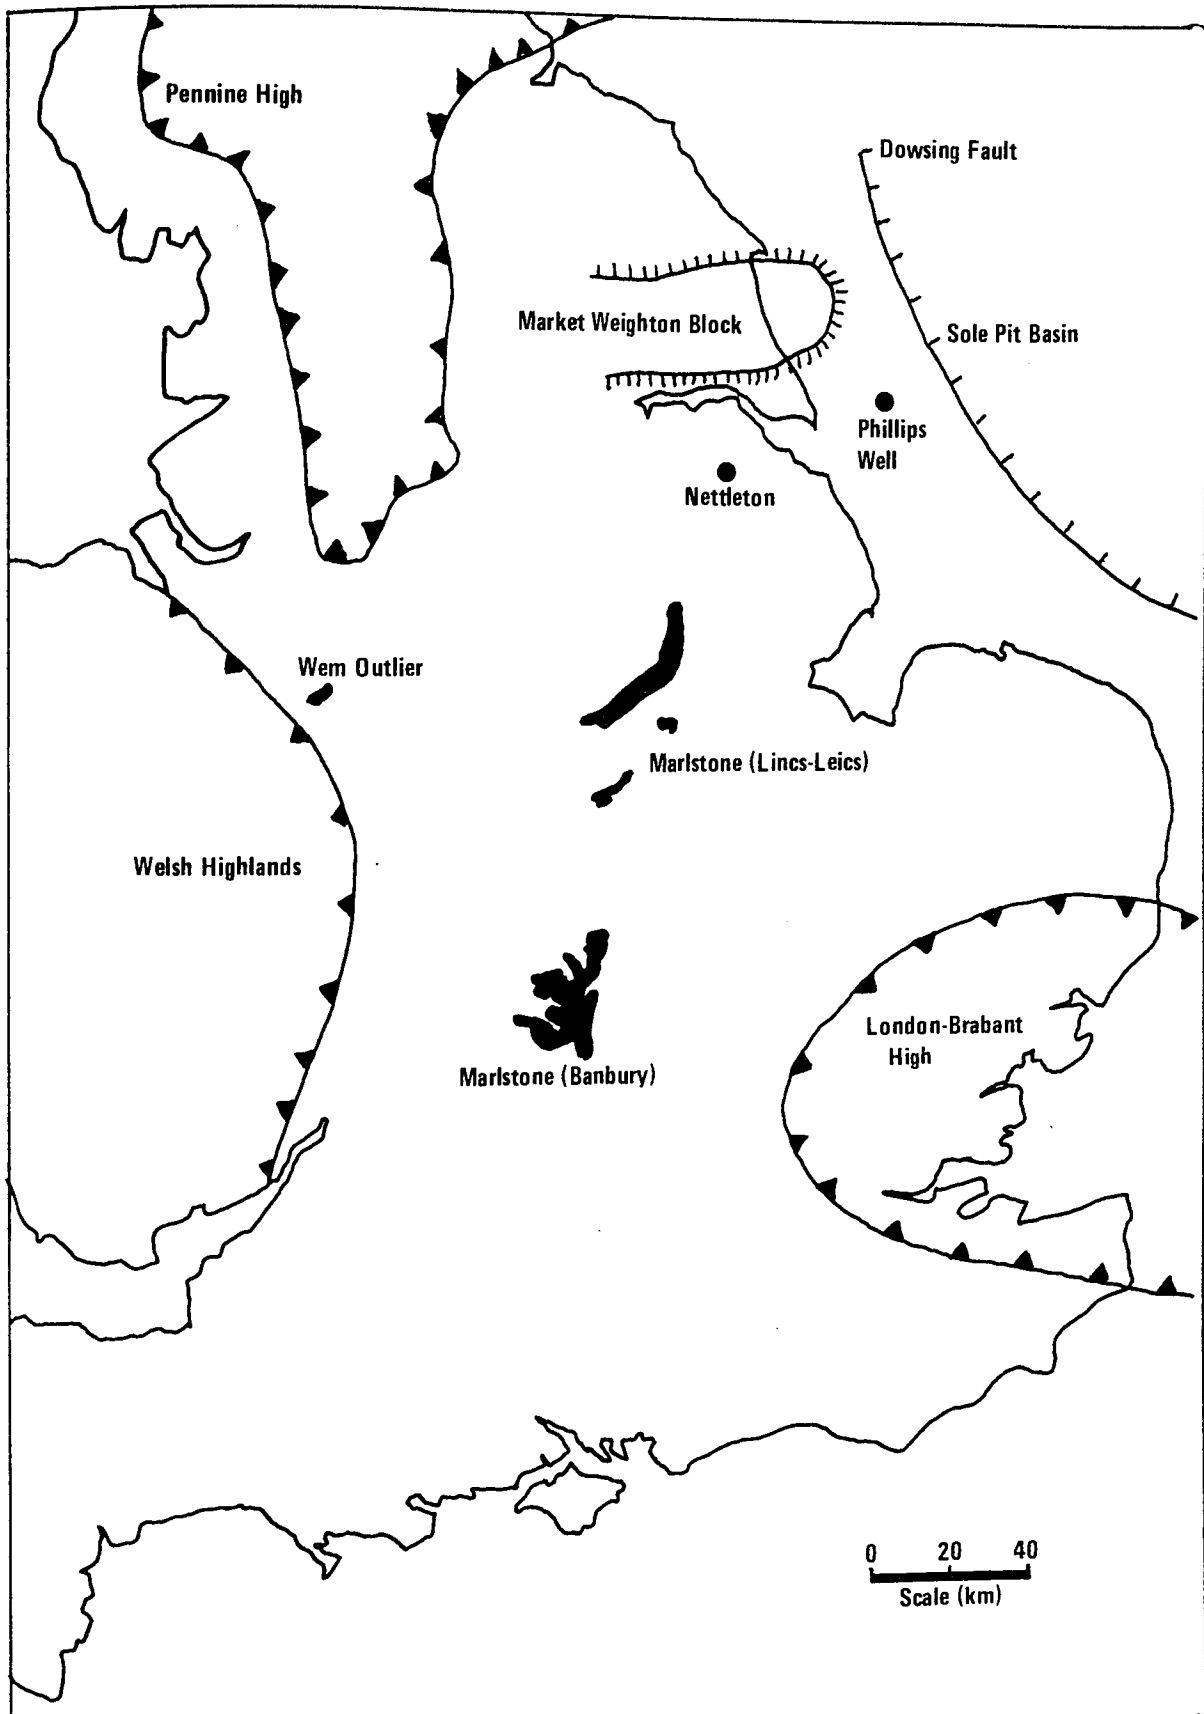 Pennine High
Dowsing Fault
Market Weighton Block
Sole Pit Basin
Phillips
Well
Nettleton
Wem Outlier
Marlstone (Lincs-Leics)
Welsh Highlands
London-Brabant
High
Marlstone (Banbury)
0 20 40
Scale (km)